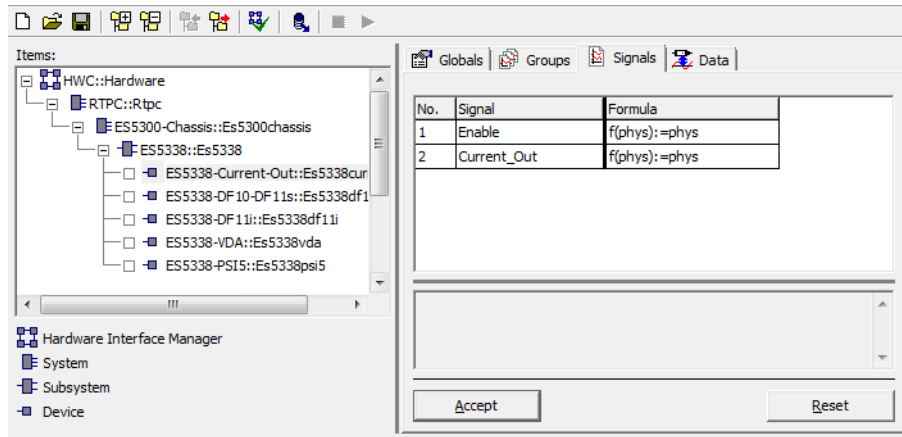 Items:
HWC::Hardware
RTPC::Rtpc
ES5300-Chassis::Es5300chassis
ES5338::Es5338
ES5338-Current-Out::Es5338cur
ES5338-DF10-DF11s::Es5338df1
ES5338-DF11i::Es5338df11i
ES5338-VDA::Es5338vda
ES5338-PSI5::Es5338psi5
Hardware Interface Manager
System
Subsystem
Device
Globals Groups Signals Data
No. Signal Formula
1 Enable f(phys):=phys
2 Current_Out f(phys):=phys
Accept Reset